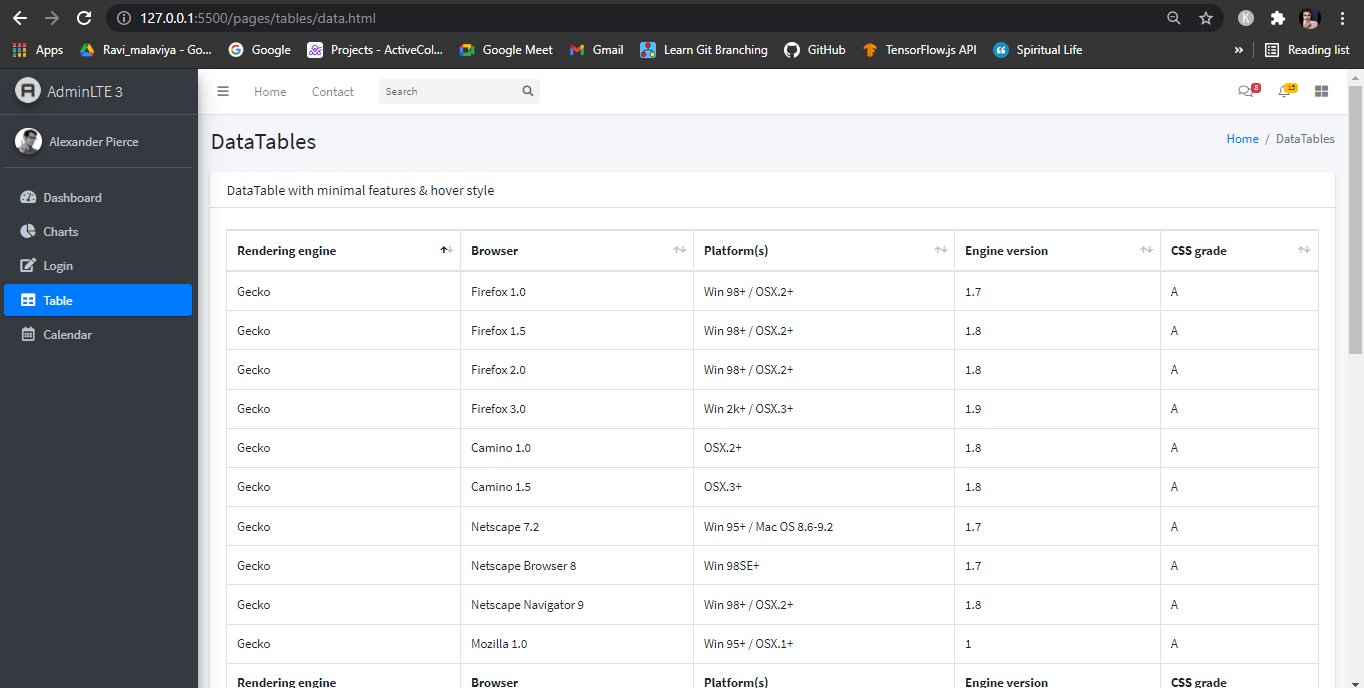 127.0.0.1:5500/pages/tables/data.html
K
Apps Ravi_malaviya - Go... Google Projects - ActiveCol... Google Meet Gmail Learn Git Branching GitHub TensorFlow.js API Spiritual Life » Reading list
AdminLTE 3
Home Contact Search
Alexander Pierce
Dashboard
Charts
Login
Table
Calendar
DataTables
Home / DataTables
DataTable with minimal features & hover style
Rendering engine Browser Platform(s) Engine version CSS grade
Gecko Firefox 1.0 Win 98+ / OSX.2+ 1.7 A
Gecko Firefox 1.5 Win 98+ / OSX.2+ 1.8 A
Gecko Firefox 2.0 Win 98+ / OSX.2+ 1.8 A
Gecko Firefox 3.0 Win 2k+ / OSX.3+ 1.9 A
Gecko Camino 1.0 OSX.2+ 1.8 A
Gecko Camino 1.5 OSX.3+ 1.8 A
Gecko Netscape 7.2 Win 95+ / Mac OS 8.6-9.2 1.7 A
Gecko Netscape Browser 8 Win 98SE+ 1.7 A
Gecko Netscape Navigator 9 Win 98+ / OSX.2+ 1.8 A
Gecko Mozilla 1.0 Win 95+ / OSX.1+ 1 A
Rendering engine Browser Platform(s) Engine version CSS grade